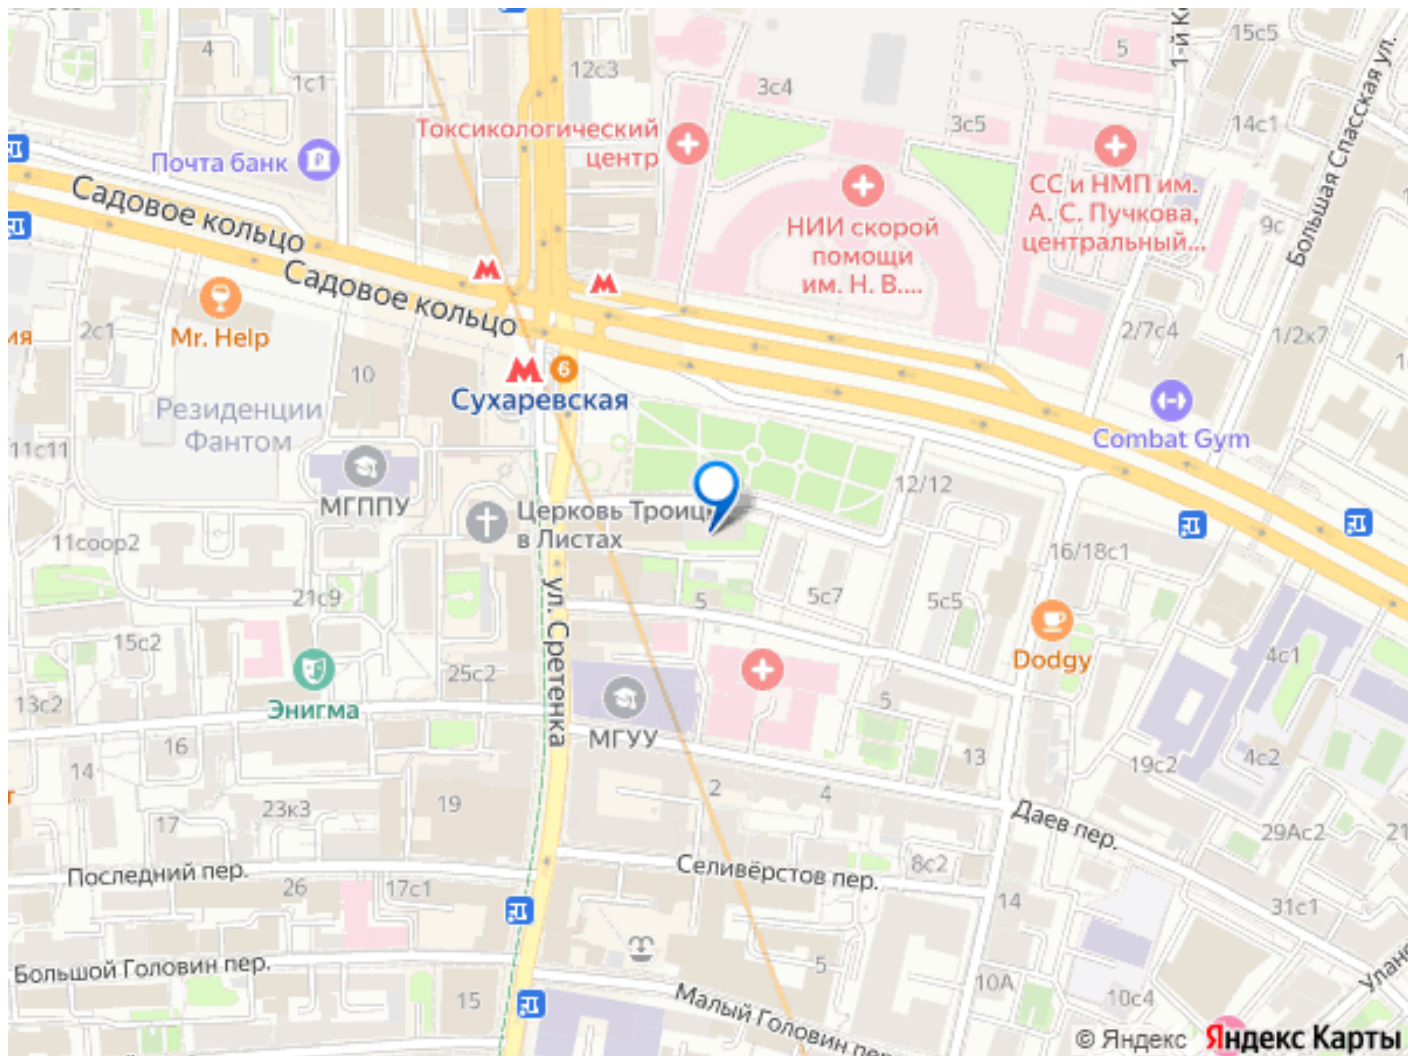 4
1с1
12с3
3с4
5
1-й К
15с5
Токсикологический
центр
3с5
14с1
Большая Спасская ул.
Почта банк
Садовое кольцо
СС и НМП им.
А. С. Пучкова,
центральный...
НИИ скорой
помощи
им. Н. В....
9с
Садовое кольцо
2с1
Mr. Help
ия
2/7с4
1/2к7
10
6
Сухаревская
Резиденции
Фантом
Combat Gym
11с11
МГППУ
12/12
Церковь Троиц
в Листах
11соор2
16/18с1
21с9
5
5с7
5с5
ул. Сретенка
15с2
Dodgy
4с1
25с2
13с2
Энигма
5
МГУУ
16
14
13
19с2
4с2
2
4
23к3
19
17
Даев пер.
29Ас2
21
Последний пер.
Селивёрстов пер.
8с2
26
17с1
14
31с1
Большой Головин пер.
5
Улан
15
10А
10с4
Малый Головин пер
© Яндекс
Яндекс Карты